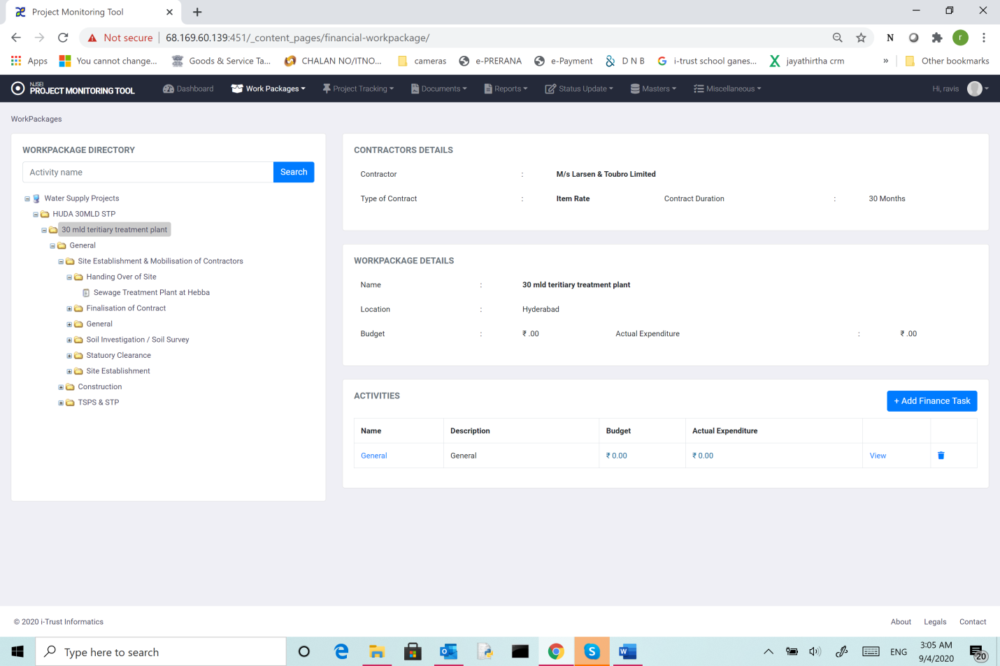 Project Monitoring Tool
Not secure 68.169.60.139:451/_content_pages/financial-workpackage/
N
r
Apps You cannot change... Goods & Service Ta... CHALAN NO/ITNO... cameras e-PRERANA e-Payment D N B i-trust school ganes... jayathirtha crm » Other bookmarks
NJSEI
PROJECT MONITORING TOOL Dashboard Work Packages Project Tracking Documents Reports Status Update Masters Miscellaneous Hi, ravis
WorkPackages
WORKPACKAGE DIRECTORY
Activity name Search
Water Supply Projects
HUDA 30MLD STP
30 mld teritiary treatment plant
General
Site Establishment & Mobilisation of Contractors
Handing Over of Site
Sewage Treatment Plant at Hebba
Finalisation of Contract
General
Soil Investigation / Soil Survey
Statuory Clearance
Site Establishment
Construction
TSPS & STP
CONTRACTORS DETAILS
Contractor : M/s Larsen & Toubro Limited
Type of Contract : Item Rate Contract Duration : 30 Months
WORKPACKAGE DETAILS
Name : 30 mld teritiary treatment plant
Location : Hyderabad
Budget : ₹ .00 Actual Expenditure : ₹ .00
ACTIVITIES
+ Add Finance Task
Name Description Budget Actual Expenditure
General General ₹ 0.00 ₹ 0.00 View
© 2020 i-Trust Informatics About Legals Contact
Type here to search
ENG
3:05 AM
9/4/2020
20